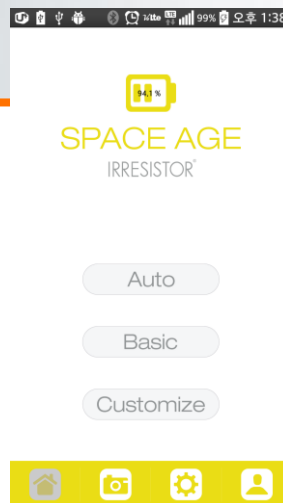 99% 오후 1:38
94.1 %
SPACE AGE
IRRESISTOR
Auto
Basic
Customize